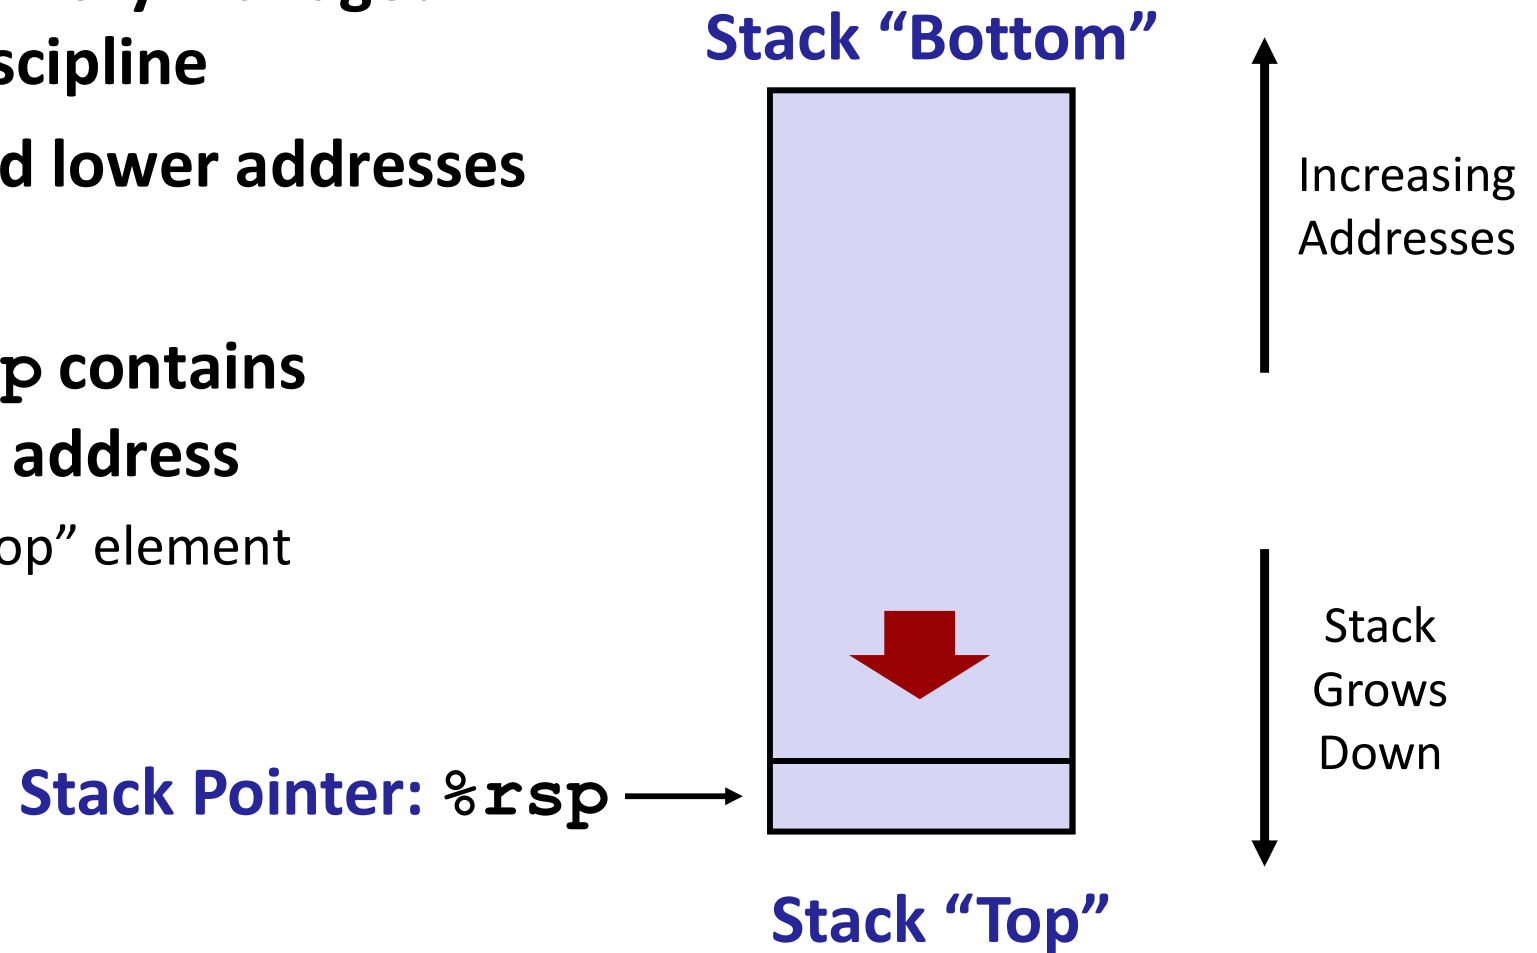 scipline
d lower addresses
p contains
address
op” element
Stack Pointer: %rsp
Stack “Bottom”
Increasing
Addresses
Stack
Grows
Down
Stack “Top”